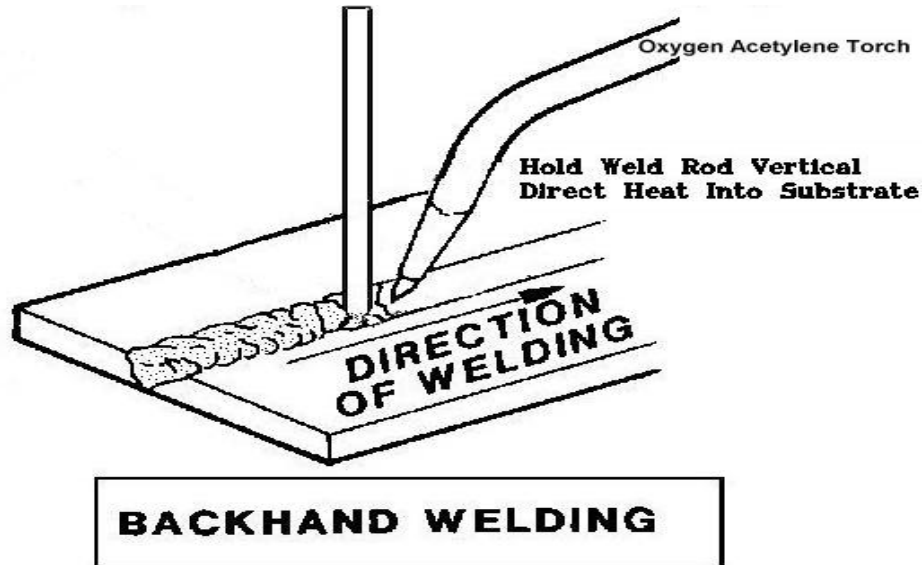 Oxygen Acetylene Torch
Hold Weld Rod Vertical
Direct Heat Into Substrate
DIRECTION
OF WELDING
BACKHAND WELDING